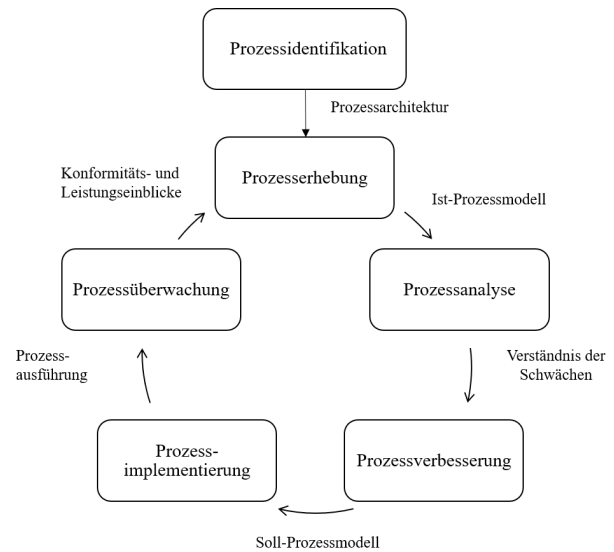 Prozessidentifikation
Prozessarchitektur
Prozesserhebung
Konformitäts- und
Leistungseinblicke
Ist-Prozessmodell
Prozessüberwachung
Prozessanalyse
Prozess-
ausführung
Verständnis der
Schwächen
Prozess-
implementierung
Prozessverbesserung
Soll-Prozessmodell